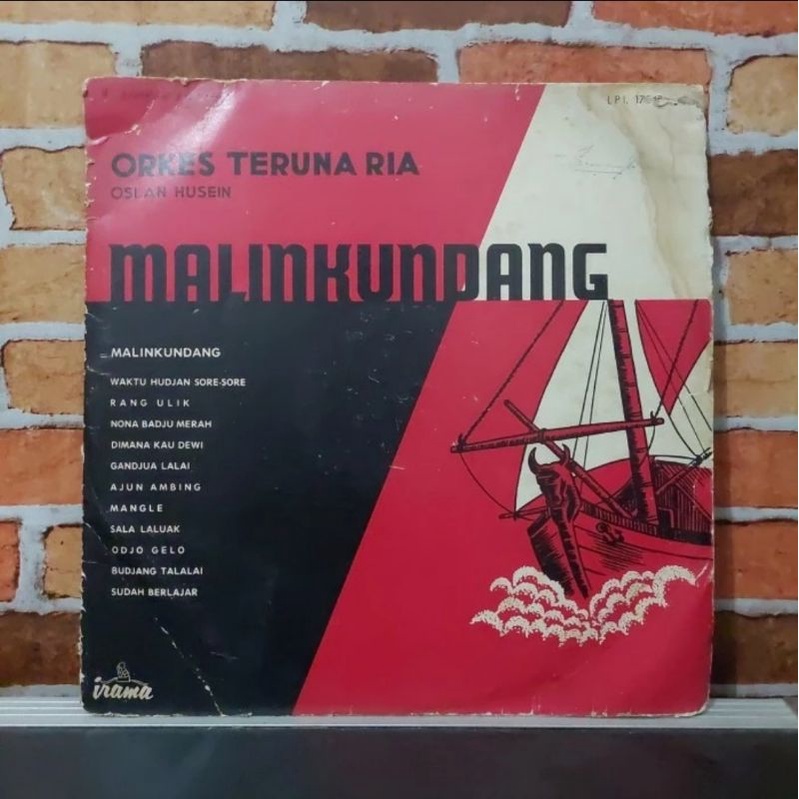 LPI.
ORKES TERUNA RIA
OSLAN HUSEIN
MALINKUNDANG
MALINKUNDANG
WAKTU HUDJAN SORE-SORE
RANG ULIK
NONA BADJU MERAH
DIMANA KAU DEWI
GANDJUA LALAI
AJUN AMBING
MANGLE
SALA LALUAK
ODJO GELO
BUDJANG TALALAI
SUDAH BERLAJAR
irama